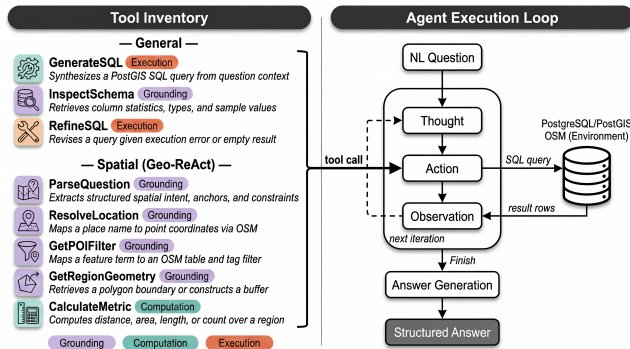 Tool Inventory
— General —
GenerateSQL Execution
Synthesizes a PostGIS SQL query from question context
InspectSchema Grounding
Retrieves column statistics, types, and sample values
RefineSQL Execution
Revises a query given execution error or empty result
— Spatial (Geo-ReAct) —
ParseQuestion Grounding
Extracts structured spatial intent, anchors, and constraints
ResolveLocation Grounding
Maps a place name to point coordinates via OSM
GetPOIFilter Grounding
Maps a feature term to an OSM table and tag filter
GetRegionGeometry Grounding
Retrieves a polygon boundary or constructs a buffer
CalculateMetric Computation
Computes distance, area, length, or count over a region
Grounding Computation Execution
Agent Execution Loop
NL Question
Thought
tool call
Action
SQL query
PostgreSQL/PostGIS
OSM (Environment)
Observation
result rows
next iteration
Finish
Answer Generation
Structured Answer